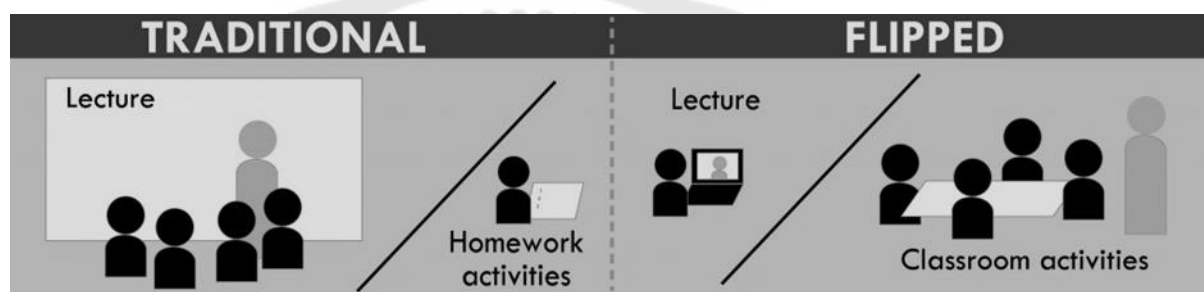 TRADITIONAL
Lecture
Homework
activities
FLIPPED
Lecture
Classroom activities